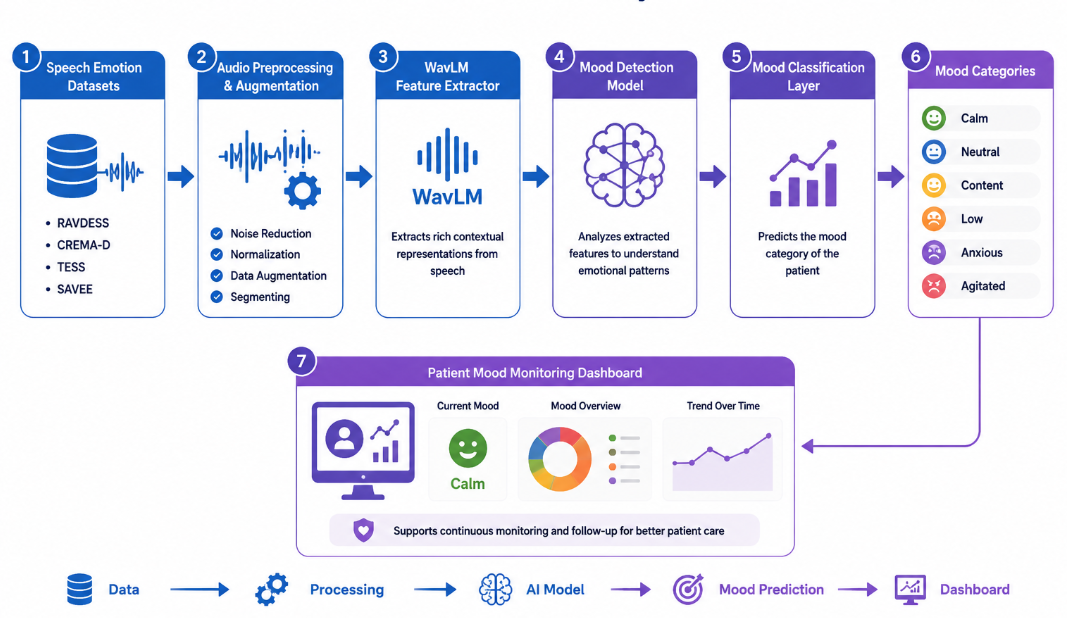 1
Speech Emotion
Datasets
• RAVDESS
• CREMA-D
• TESS
• SAVEE
2
Audio Preprocessing
& Augmentation
Noise Reduction
Normalization
Data Augmentation
Segmenting
3
WavLM
Feature Extractor
WavLM
Extracts rich contextual
representations from
speech
4
Mood Detection
Model
Analyzes extracted
features to understand
emotional patterns
5
Mood Classification
Layer
Predicts the mood
category of the
patient
6
Mood Categories
Calm
Neutral
Content
Low
Anxious
Agitated
7
Patient Mood Monitoring Dashboard
Current Mood
Calm
Mood Overview
Trend Over Time
Supports continuous monitoring and follow-up for better patient care
Data
Processing
AI Model
Mood Prediction
Dashboard